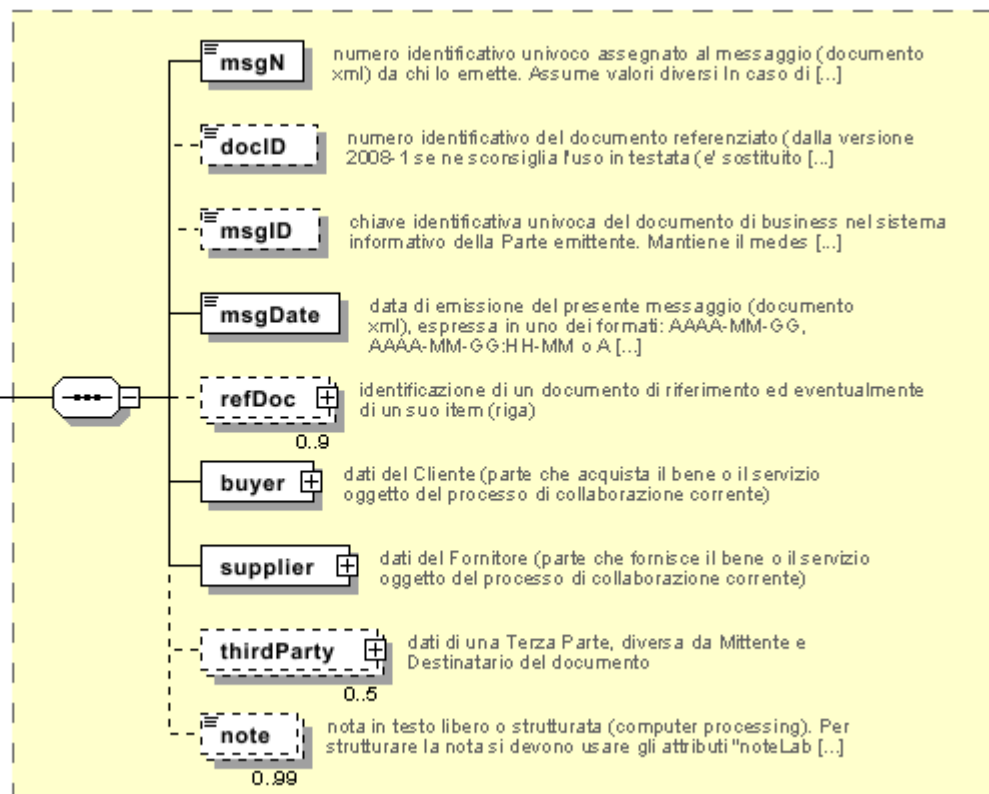 msgN
numero identificativo univoco assegnato al messaggio (documento
xml) da chi lo emette. Assume valori diversi In caso di [...]
docID
numero identificativo del documento referenziato (dalla versione
2008-1 se ne sconsiglia l'uso in testata (e' sostituito [...]
msgID
chiave identificativa univoca del documento di business nel sistema
informativo della Parte emittente. Mantiene il medes [...]
msgDate
data di emissione del presente messaggio (documento
xml), espressa in uno dei formati: AAAA-MM-GG,
AAAA-MM-GG:HH-MM o A [...]
refDoc
identificazione di un documento di riferimento ed eventualmente
di un suo item (riga)
0..9
buyer
dati del Cliente (parte che acquista il bene o il servizio
oggetto del processo di collaborazione corrente)
supplier
dati del Fornitore (parte che fornisce il bene o il servizio
oggetto del processo di collaborazione corrente)
thirdParty
dati di una Terza Parte, diversa da Mittente e
Destinatario del documento
0..5
note
nota in testo libero o strutturata (computer processing). Per
strutturare la nota si devono usare gli attributi "noteLab [...]
0..99